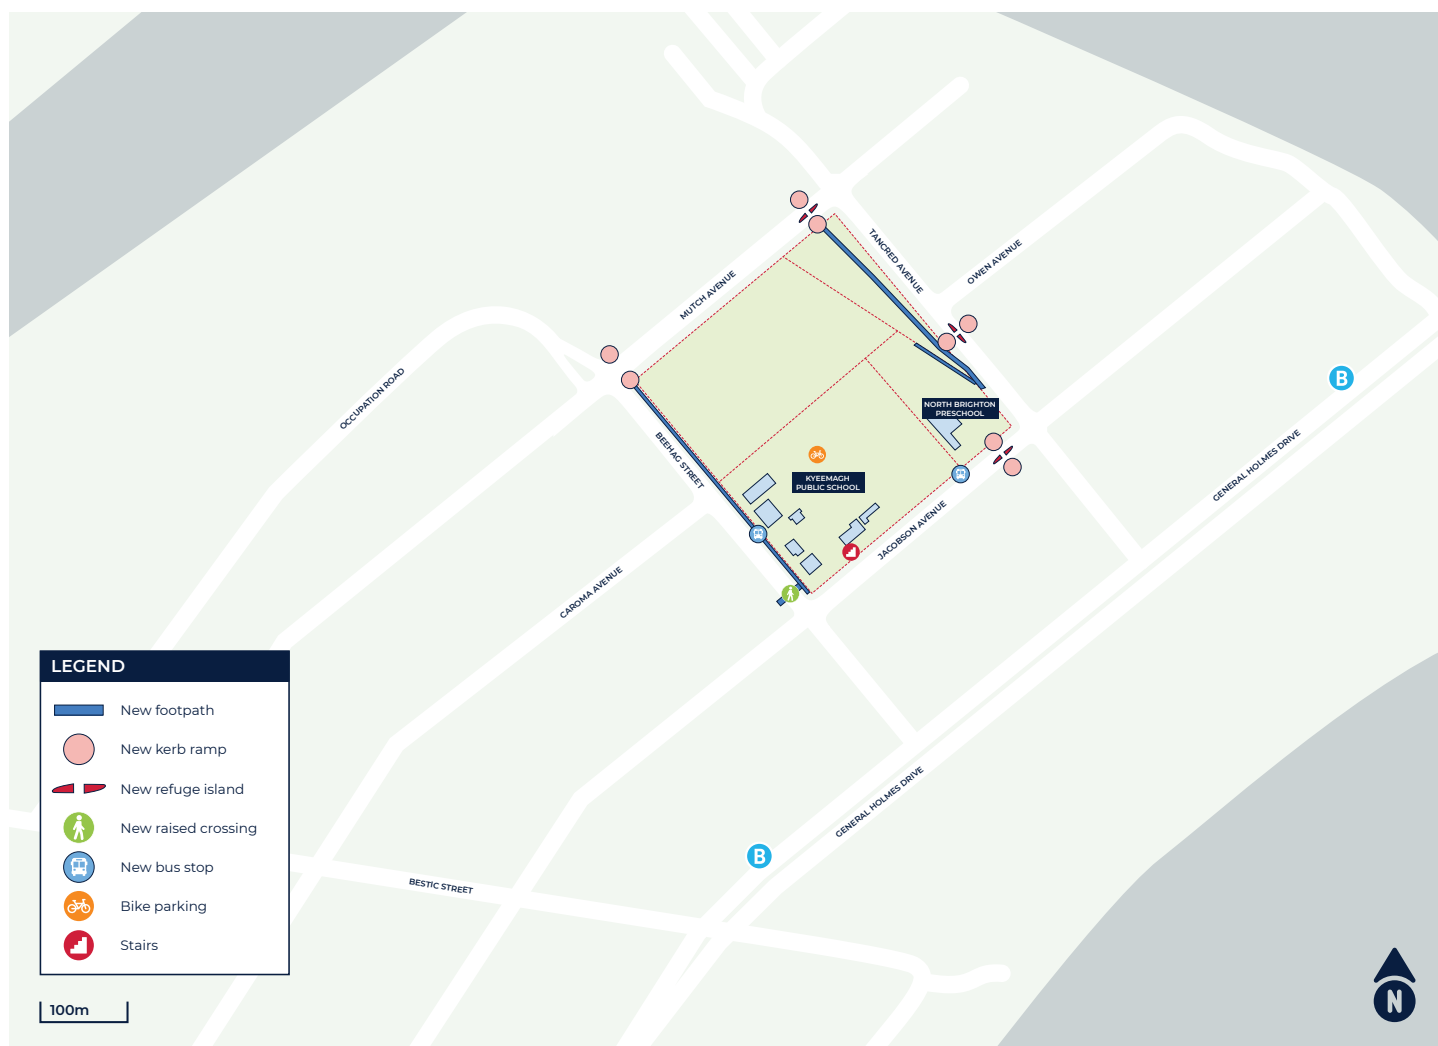 TANCRED AVENUE
OWEN AVENUE
MUTCH AVENUE
OCCUPATION ROAD
B
NORTH BRIGHTON
PRESCHOOL
BEEHAG STREET
GENERAL HOLMES DRIVE
KYEEMAGH
PUBLIC SCHOOL
JACOBSON AVENUE
CAROMA AVENUE
GENERAL HOLMES DRIVE
B
BESTIC STREET
LEGEND
New footpath
New kerb ramp
New refuge island
New raised crossing
New bus stop
Bike parking
Stairs
100m
N